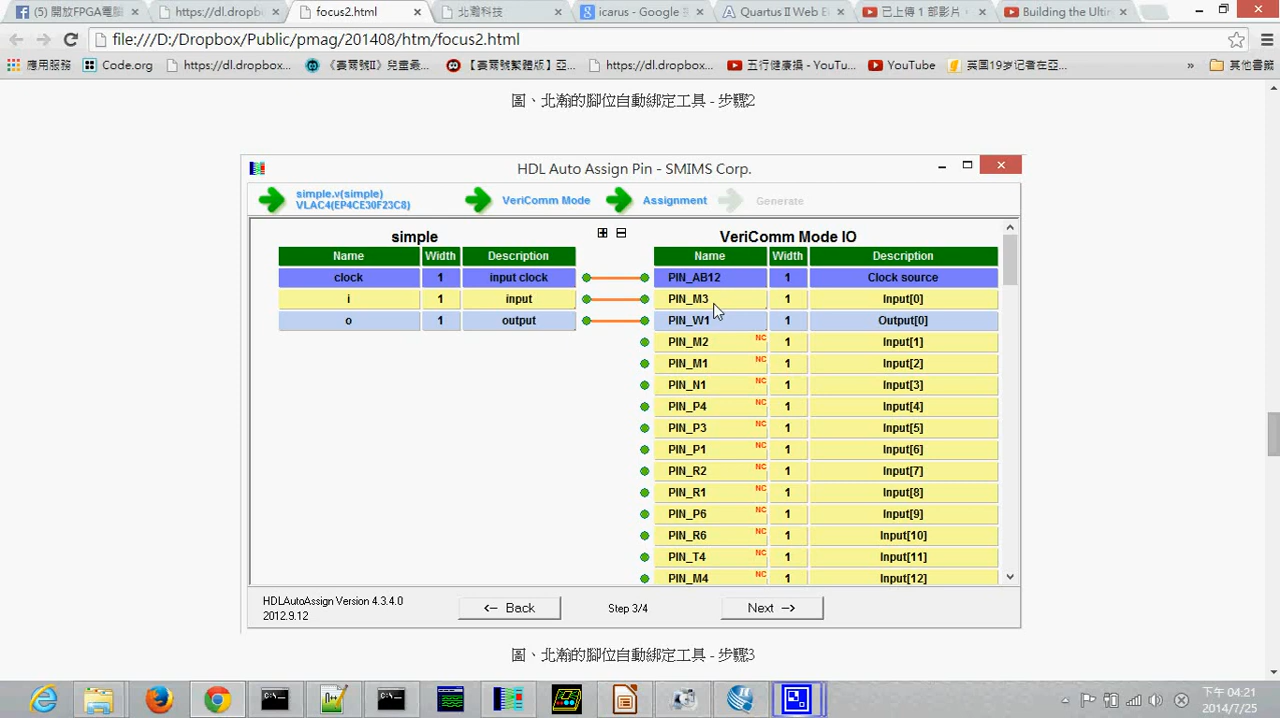 (5) 開放FPGA電腦
https://dl.dropbox
focus2.html
北瀚科技
icarus - Google 搜
Quartus II Web E
已上傳 1 部影片
Building the Ultim
file:///D:/Dropbox/Public/pmag/201408/htm/focus2.html
應用服務
Code.org
https://dl.dropbox...
【蓋爾號II】兒童最...
【蓋爾號繁體版】亞...
https://dl.dropbox...
五行健康操 - YouTu...
YouTube
英国19岁记者在亞...
»
其他書籤
圖、北瀚的腳位自動綁定工具 - 步驟2
HDL Auto Assign Pin - SMIMS Corp.
simple.v(simple)
VLAC4(EP4CE30F23C8)
VeriComm Mode
Assignment
Generate
simple
VeriComm Mode IO
Name Width Description Name Width Description
clock 1 input clock PIN_AB12 1 Clock source
i 1 input PIN_M3 1 Input[0]
o 1 output PIN_W1 1 Output[0]
PIN_M2 NC 1 Input[1]
PIN_M1 NC 1 Input[2]
PIN_N1 NC 1 Input[3]
PIN_P4 NC 1 Input[4]
PIN_P3 NC 1 Input[5]
PIN_P1 NC 1 Input[6]
PIN_R2 NC 1 Input[7]
PIN_R1 NC 1 Input[8]
PIN_P6 NC 1 Input[9]
PIN_R6 NC 1 Input[10]
PIN_T4 NC 1 Input[11]
PIN_M4 NC 1 Input[12]
HDLAutoAssign Version 4.3.4.0
2012.9.12
<- Back
Step 3/4
Next ->
圖、北瀚的腳位自動綁定工具 - 步驟3
下午 04:21
2014/7/25